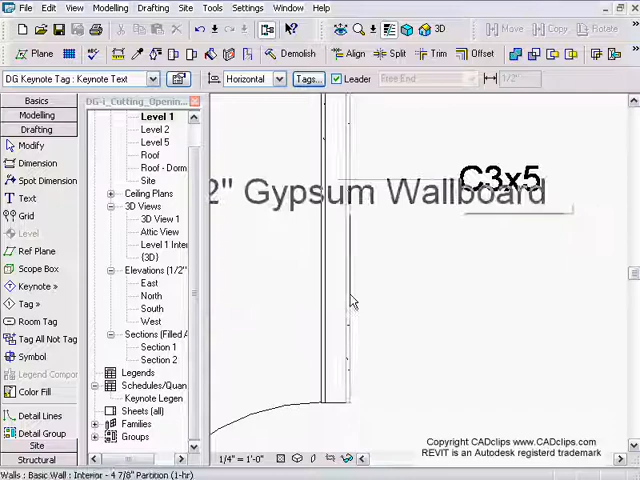 File Edit View Modelling Drafting Site Tools Settings Window Help
Plane Demolish Align Split Trim Offset Move Copy Rotate
3D
DG Keynote Tag : Keynote Text Horizontal Tags... Leader Free End 1/2"
Basics
Modelling
Drafting
Modify
Dimension
Spot Dimension
Text
Grid
Ref Plane
Scope Box
Keynote »
Tag »
Room Tag
Tag All Not Tag
Symbol
Legend Compor
Color Fill
Detail Lines
Detail Group
Site
Structural
DG-I_Cutting_Opening
Level 1
Level 2
Level 5
Roof
Roof - Dorm
Site
Ceiling Plans
3D Views
3D View 1
Attic View
Level 1 Inte
{3D}
Elevations (1/2"
East
North
South
West
Sections (Filled A
Section 1
Section 2
Legends
Schedules/Quan
Keynote Legen
Sheets (all)
Families
Groups
C3x5
2" Gypsum Wallboard
1/4" = 1'-0"
Copyright CADclips www.CADclips.com
REVIT is an Autodesk registerd trademark
Walls : Basic Wall : Interior - 4 7/8" Partition (1-hr)